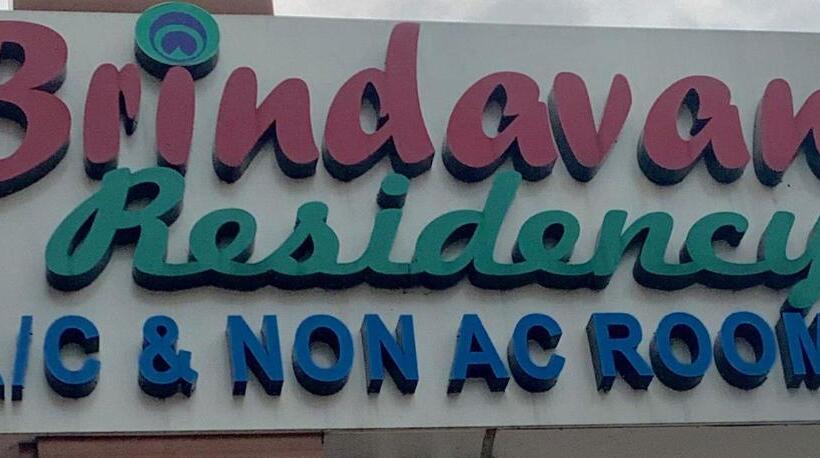 Brindavan
Residency
A/C & NON AC ROOM